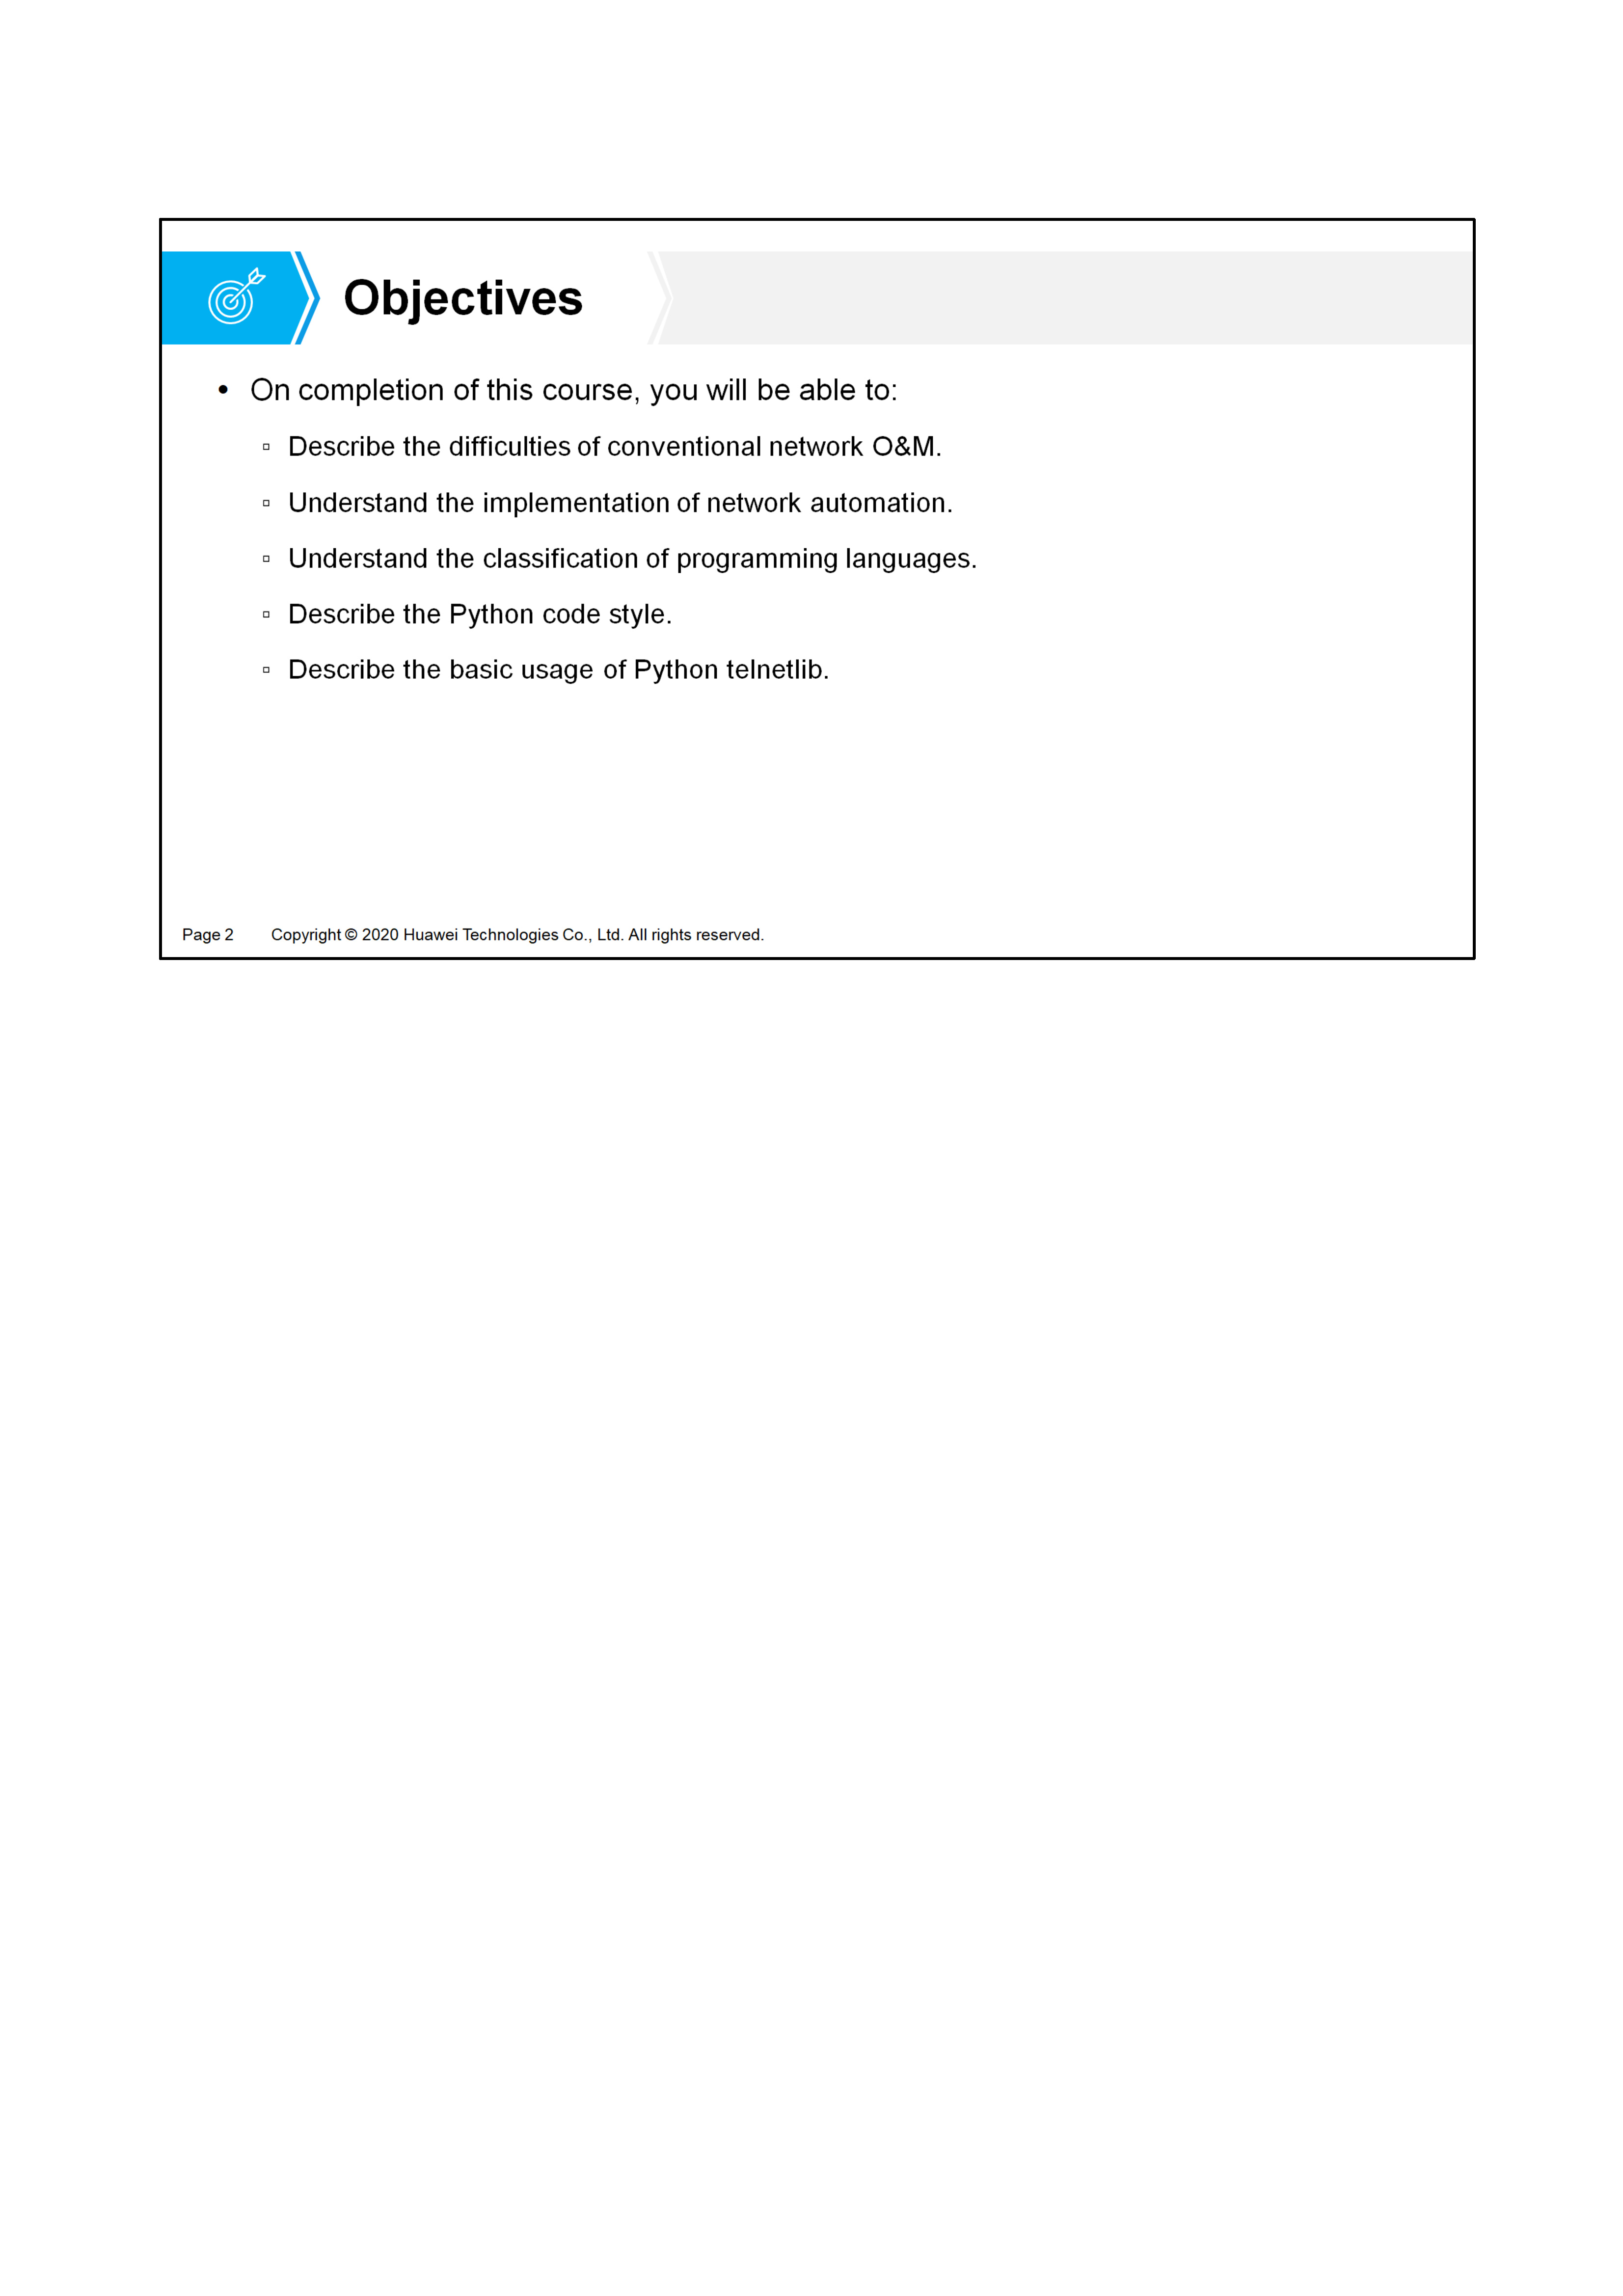 Objectives
• On completion of this course, you will be able to:
▫ Describe the difficulties of conventional network O&M.
▫ Understand the implementation of network automation.
▫ Understand the classification of programming languages.
▫ Describe the Python code style.
▫ Describe the basic usage of Python telnetlib.
Page 2 Copyright © 2020 Huawei Technologies Co., Ltd. All rights reserved.